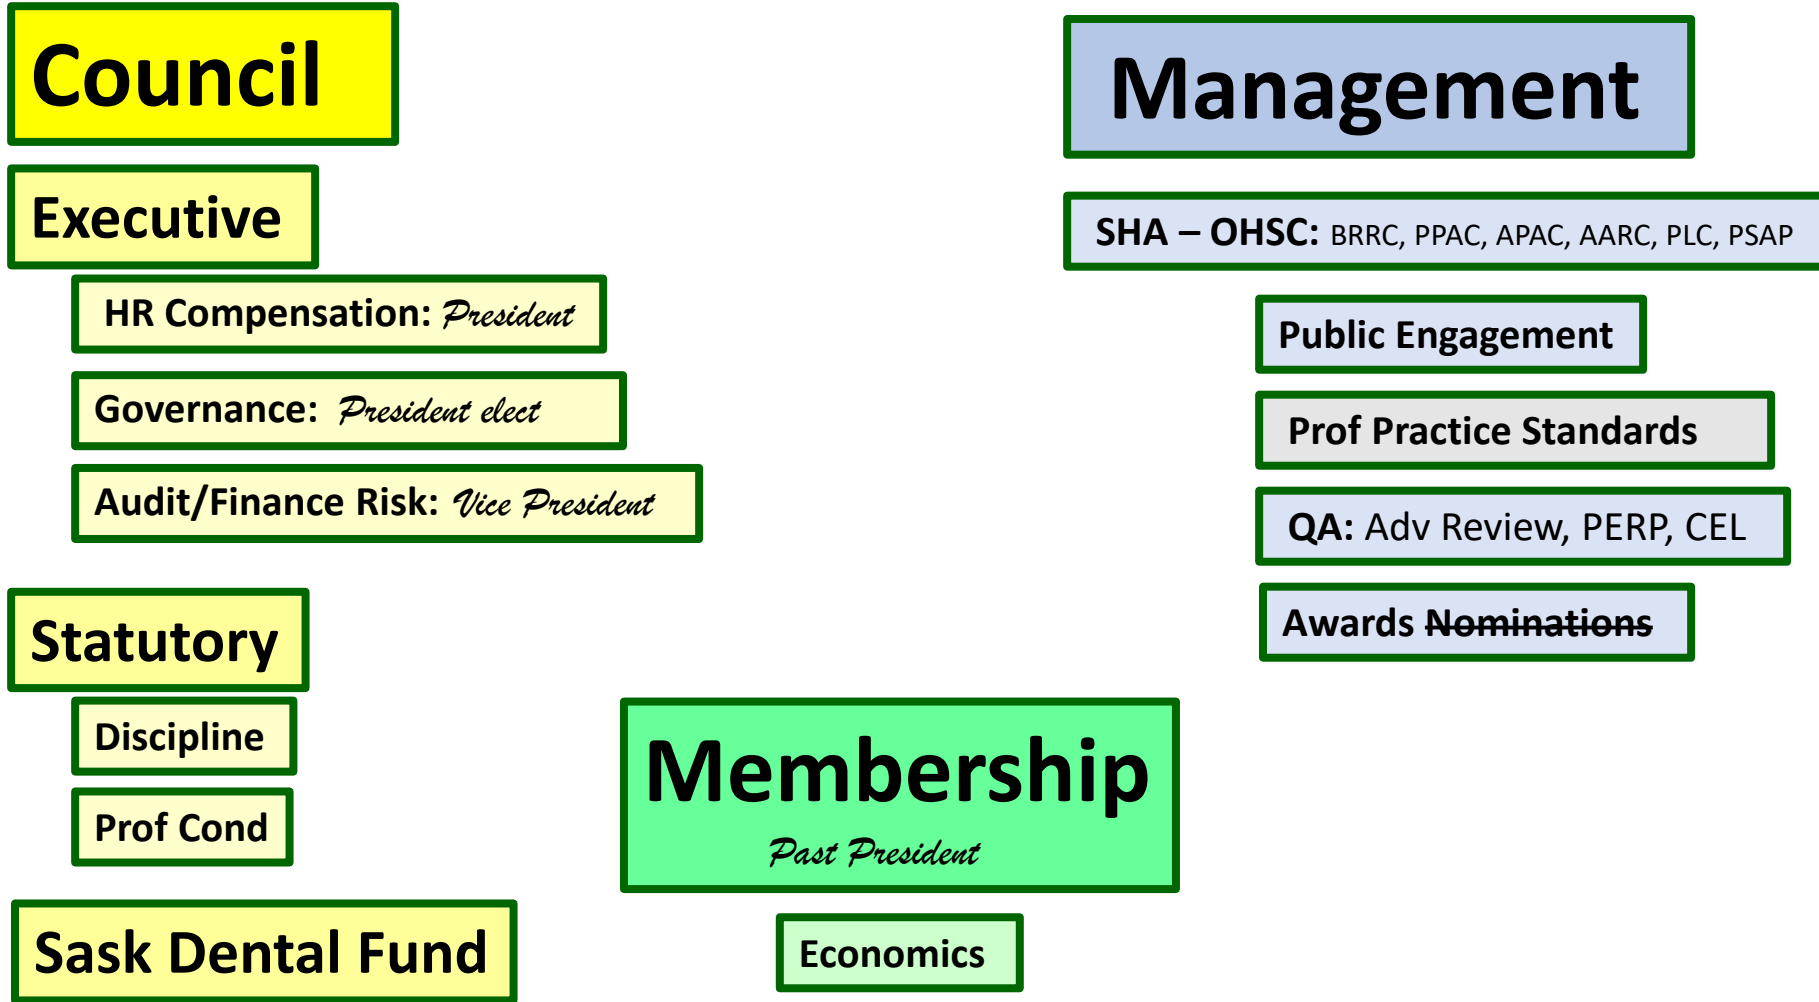 Council
Executive
HR Compensation: President
Governance: President elect
Audit/Finance Risk: Vice President
Statutory
Discipline
Prof Cond
Sask Dental Fund
Membership
Past President
Economics
Management
SHA – OHSC: BRRC, PPAC, APAC, AARC, PLC, PSAP
Public Engagement
Prof Practice Standards
QA: Adv Review, PERP, CEL
Awards Nominations